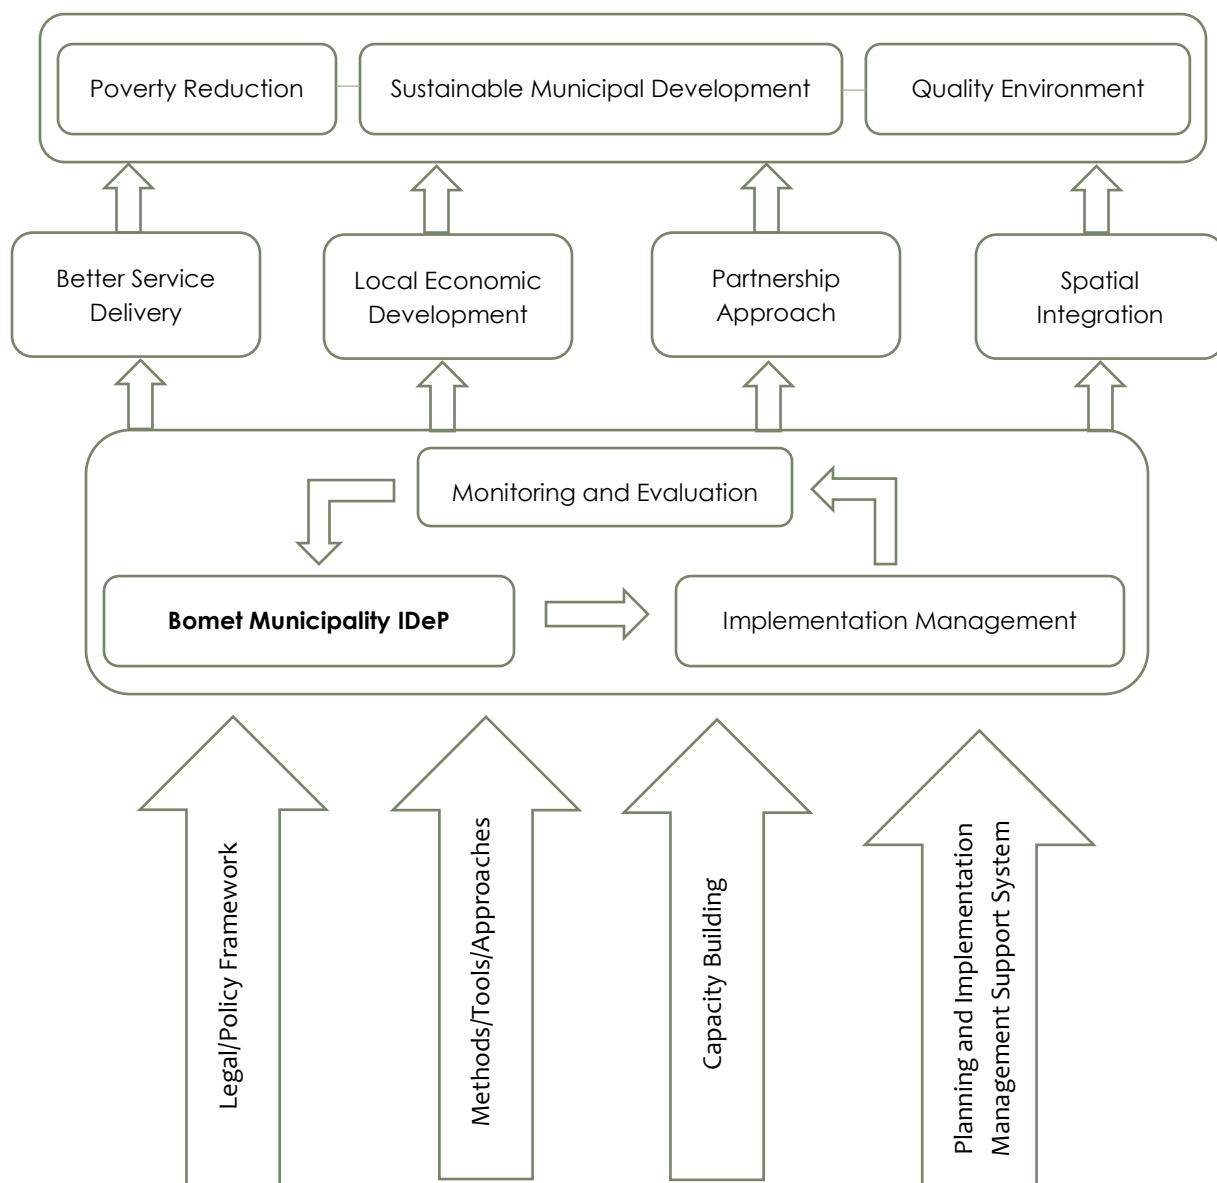 Poverty Reduction
Sustainable Municipal Development
Quality Environment
Better Service
Delivery
Local Economic
Development
Partnership
Approach
Spatial
Integration
Monitoring and Evaluation
Bomet Municipality IDeP
Implementation Management
Legal/Policy Framework
Methods/Tools/Approaches
Capacity Building
Planning and Implementation
Management Support System